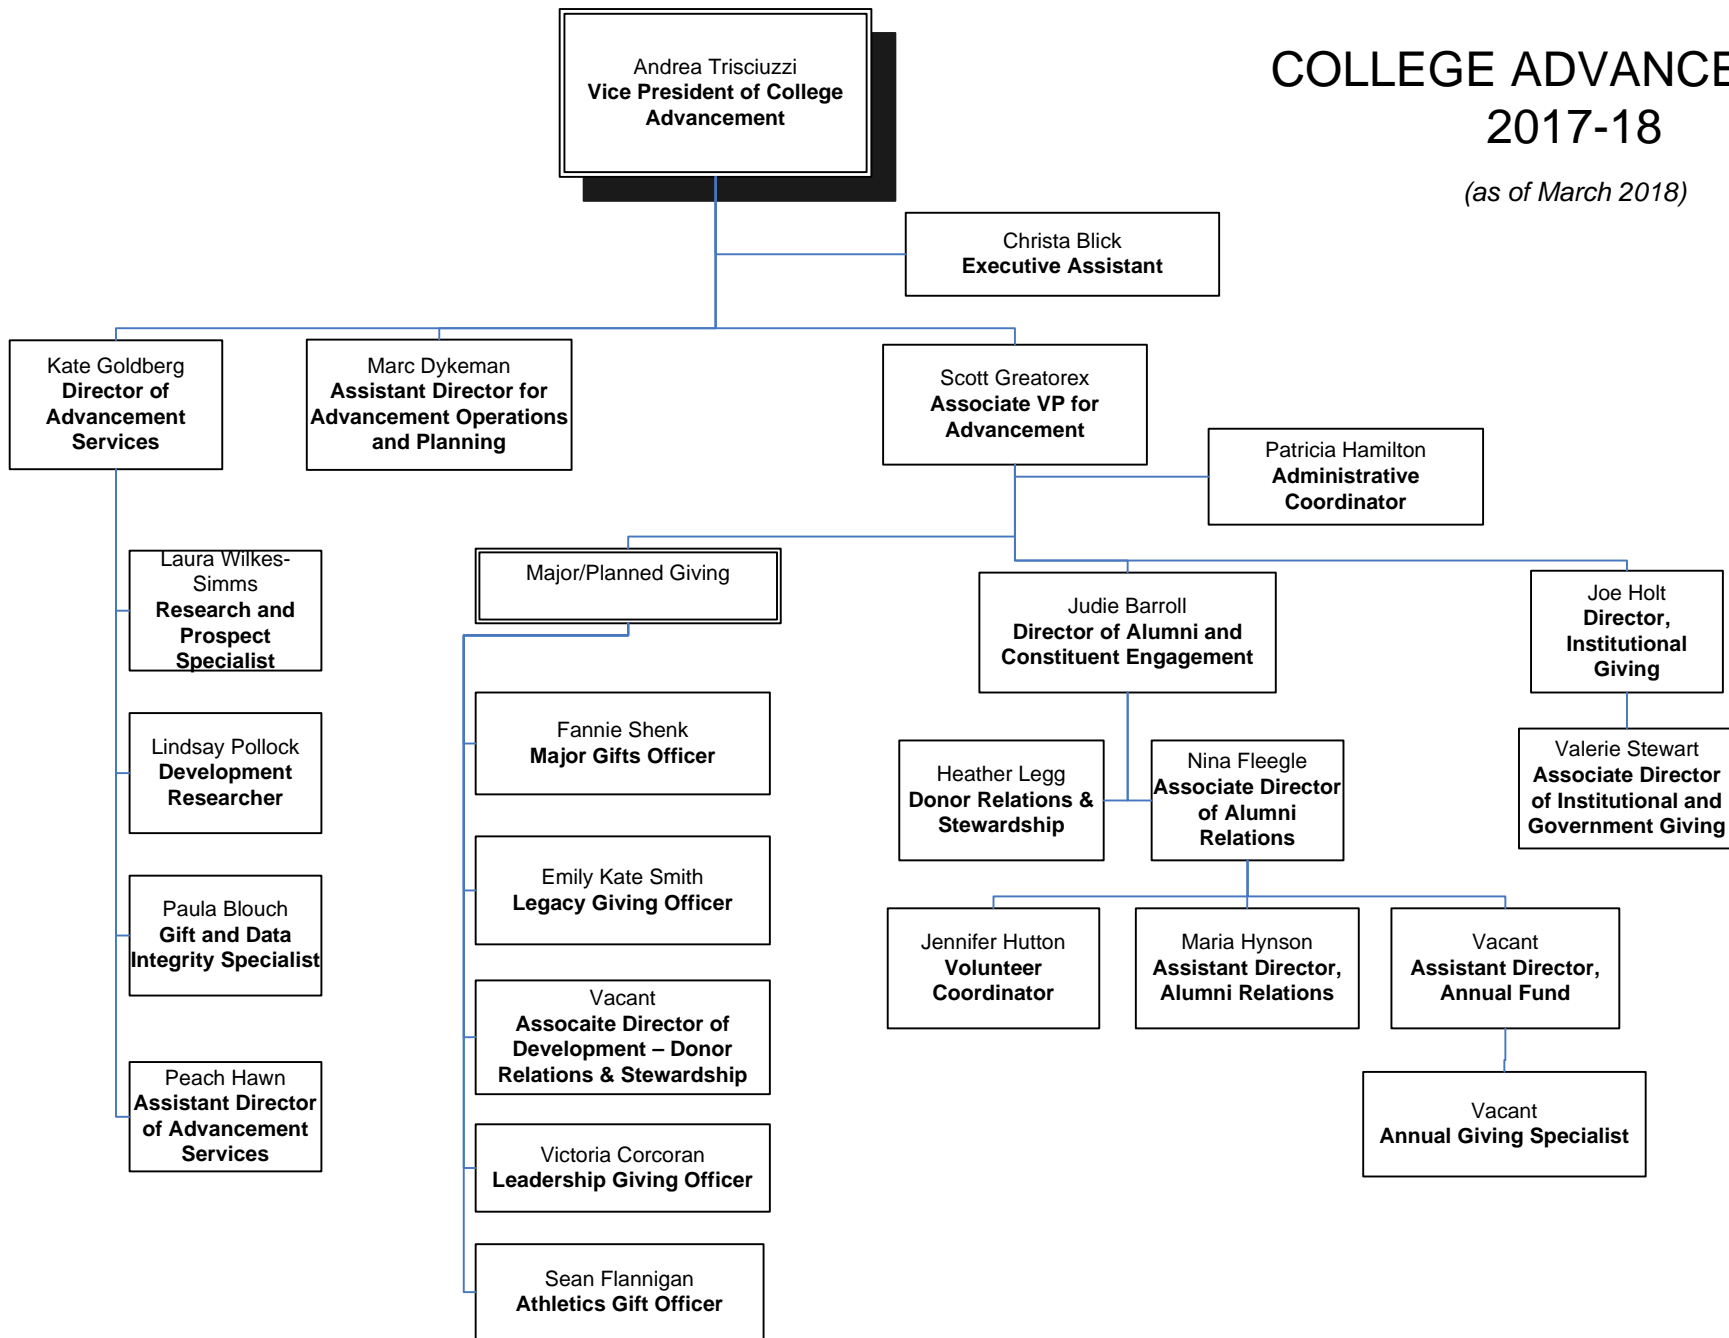 Andrea Trisciuzzi
Vice President of College
Advancement
COLLEGE ADVANCE
2017-18
(as of March 2018)
Christa Blick
Executive Assistant
Kate Goldberg
Director of
Advancement
Services
Marc Dykeman
Assistant Director for
Advancement Operations
and Planning
Scott Greatorex
Associate VP for
Advancement
Patricia Hamilton
Administrative
Coordinator
Laura Wilkes-
Simms
Research and
Prospect
Specialist
Lindsay Pollock
Development
Researcher
Paula Blouch
Gift and Data
Integrity Specialist
Peach Hawn
Assistant Director
of Advancement
Services
Major/Planned Giving
Fannie Shenk
Major Gifts Officer
Emily Kate Smith
Legacy Giving Officer
Vacant
Assocaite Director of
Development – Donor
Relations & Stewardship
Victoria Corcoran
Leadership Giving Officer
Sean Flannigan
Athletics Gift Officer
Judie Barroll
Director of Alumni and
Constituent Engagement
Heather Legg
Donor Relations &
Stewardship
Nina Fleegle
Associate Director
of Alumni
Relations
Jennifer Hutton
Volunteer
Coordinator
Maria Hynson
Assistant Director,
Alumni Relations
Vacant
Assistant Director,
Annual Fund
Vacant
Annual Giving Specialist
Joe Holt
Director,
Institutional
Giving
Valerie Stewart
Associate Director
of Institutional and
Government Giving